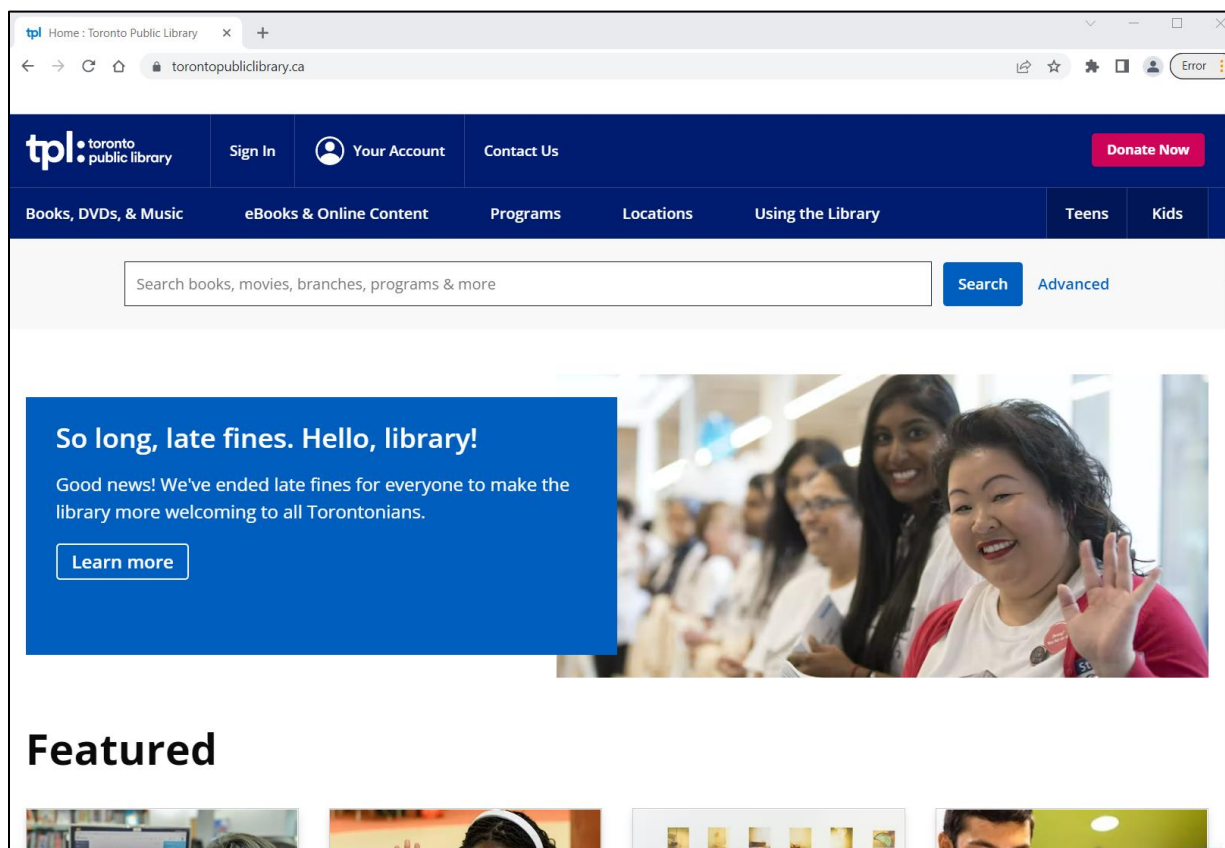 tpl Home : Toronto Public Library
torontopubliclibrary.ca
Error
tpl: toronto public library
Sign In
Your Account
Contact Us
Donate Now
Books, DVDs, & Music
eBooks & Online Content
Programs
Locations
Using the Library
Teens
Kids
Search books, movies, branches, programs & more
Search
Advanced
So long, late fines. Hello, library!
Good news! We've ended late fines for everyone to make the
library more welcoming to all Torontonians.
Learn more
Featured